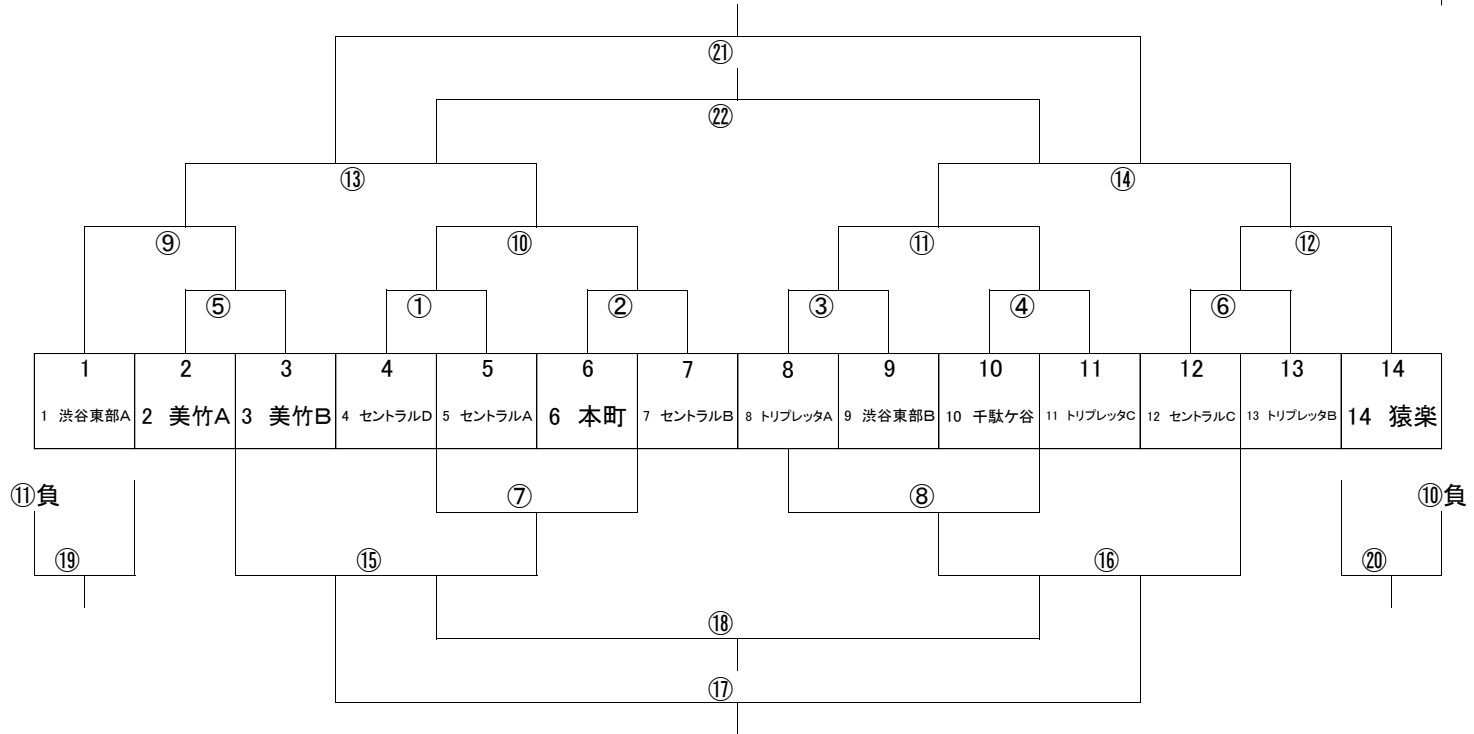 ㉑
㉒
⑬ ⑭
⑨ ⑩ ⑪ ⑫
⑤ ① ② ③ ④ ⑥
1 2 3 4 5 6 7 8 9 10 11 12 13 14
1 渋谷東部A 2 美竹A 3 美竹B 4 セントラルD 5 セントラルA 6 本町 7 セントラルB 8 トリプレッタA 9 渋谷東部B 10 千駄ケ谷 11 トリプレッタC 12 セントラルC 13 トリプレッタB 14 猿楽
⑪負 ⑦ ⑧ ⑩負
⑲ ⑮ ⑯ ⑳
⑱
⑰